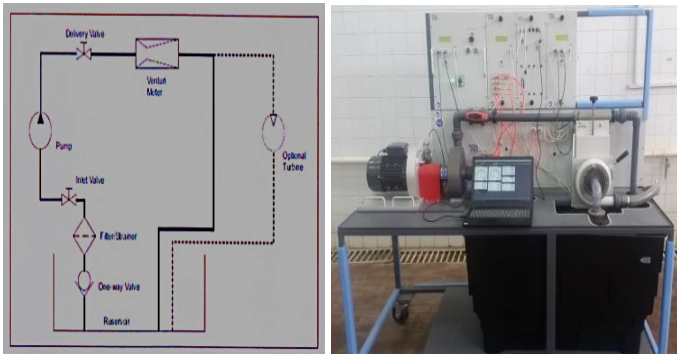 Delivery Valve
Venturi
Meter
Pump
Optional
Turbine
Inlet Valve
Filter/Strainer
One-way Valve
Reservoir